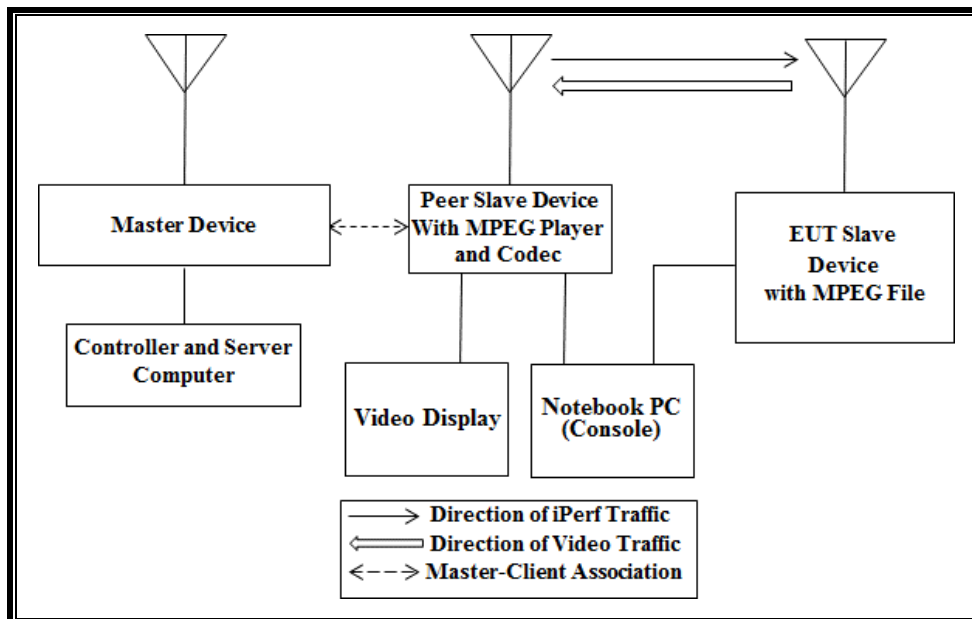 Master Device
Peer Slave Device
With MPEG Player
and Codec
EUT Slave
Device
with MPEG File
Controller and Server
Computer
Video Display
Notebook PC
(Console)
Direction of iPerf Traffic
Direction of Video Traffic
Master-Client Association